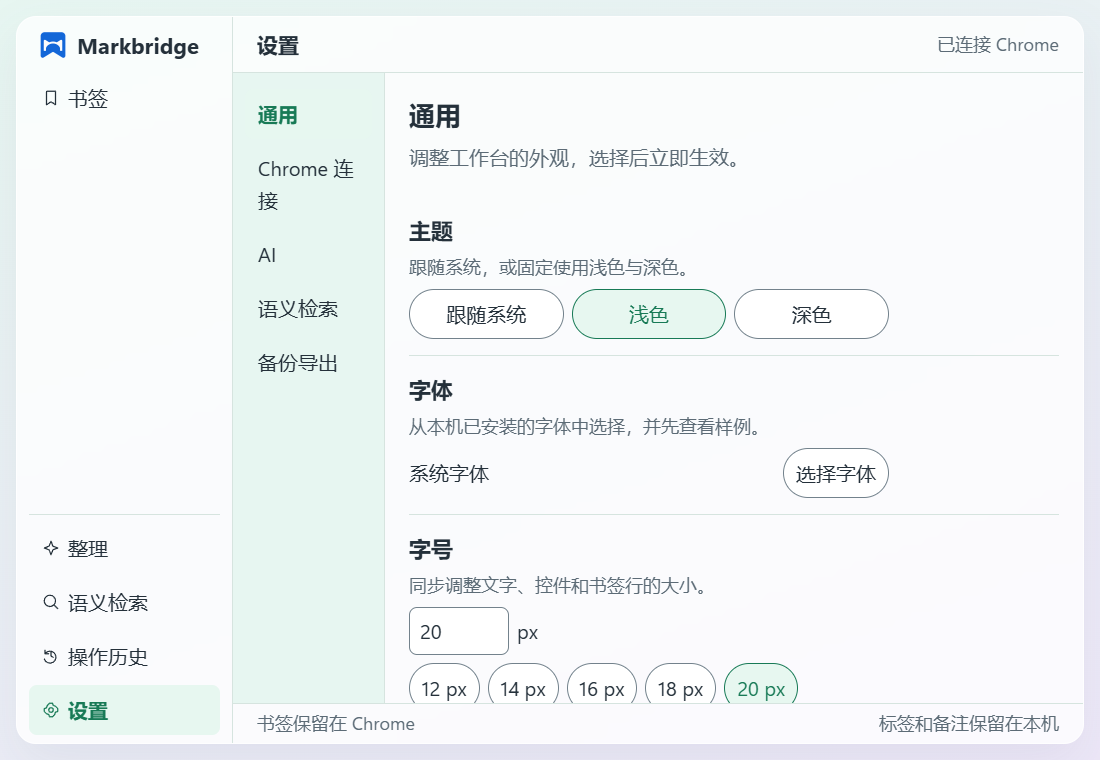 Markbridge
书签
整理
语义检索
操作历史
设置
设置
已连接 Chrome
通用
Chrome 连
接
AI
语义检索
备份导出
通用
调整工作台的外观，选择后立即生效。
主题
跟随系统，或固定使用浅色与深色。
跟随系统 浅色 深色
字体
从本机已安装的字体中选择，并先查看样例。
系统字体 选择字体
字号
同步调整文字、控件和书签行的大小。
20 px
12 px 14 px 16 px 18 px 20 px
书签保留在 Chrome
标签和备注保留在本机